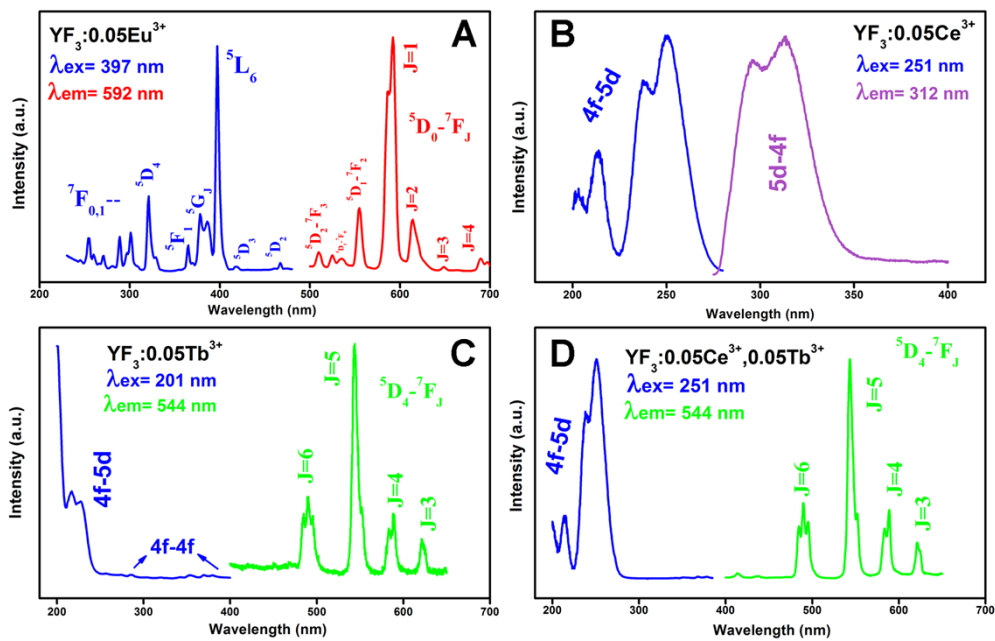 YF₃:0.05Eu³⁺
λex= 397 nm
λem= 592 nm
A
⁷F₀,₁--
⁵D₄
⁵F₁
⁵G_J
⁵L₆
⁵D₃
⁵D₂
⁵D₂-⁷F₃
⁵D₁-⁷F₂
J=1
⁵D₀-⁷F_J
J=2
J=3
J=4
Intensity (a.u.)
200 300 400 500 600 700
Wavelength (nm)
B
YF₃:0.05Ce³⁺
λex= 251 nm
λem= 312 nm
4f-5d
5d-4f
Intensity (a.u.)
200 250 300 350 400
Wavelength (nm)
YF₃:0.05Tb³⁺
λex= 201 nm
λem= 544 nm
C
4f-5d
4f-4f
J=6
J=5
J=4
J=3
⁵D₄-⁷F_J
Intensity (a.u.)
200 300 400 500 600 700
Wavelength (nm)
D
YF₃:0.05Ce³⁺,0.05Tb³⁺
λex= 251 nm
λem= 544 nm
⁵D₄-⁷F_J
4f-5d
J=6
J=5
J=4
J=3
Intensity (a.u.)
200 300 400 500 600 700
Wavelength (nm)